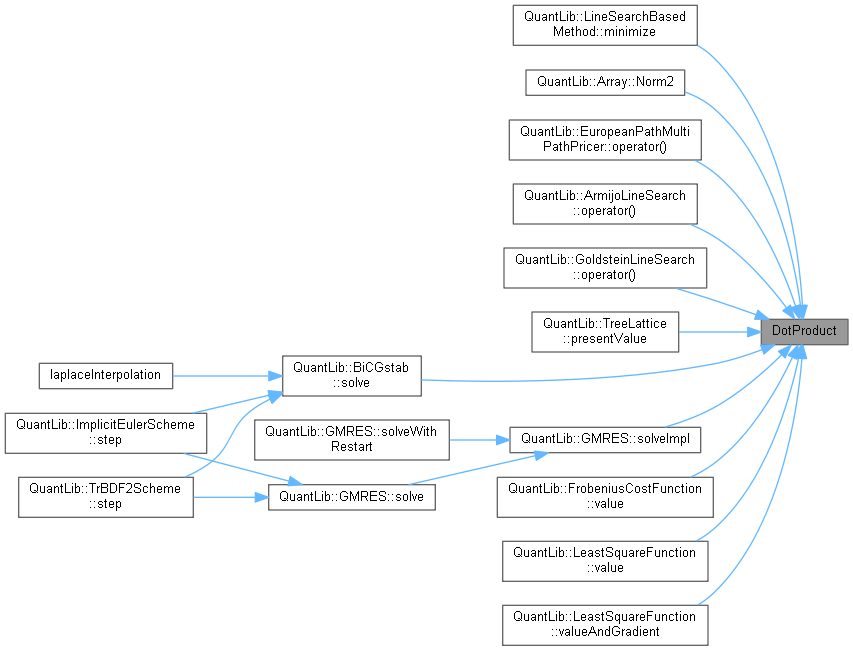 QuantLib::LineSearchBased
Method::minimize
QuantLib::Array::Norm2
QuantLib::EuropeanPathMulti
PathPricer::operator()
QuantLib::ArmijoLineSearch
::operator()
QuantLib::GoldsteinLineSearch
::operator()
QuantLib::TreeLattice
::presentValue
DotProduct
QuantLib::BiCGstab
::solve
laplaceInterpolation
QuantLib::ImplicitEulerScheme
::step
QuantLib::GMRES::solveWith
Restart
QuantLib::GMRES::solveImpl
QuantLib::TrBDF2Scheme
::step
QuantLib::GMRES::solve
QuantLib::FrobeniusCostFunction
::value
QuantLib::LeastSquareFunction
::value
QuantLib::LeastSquareFunction
::valueAndGradient